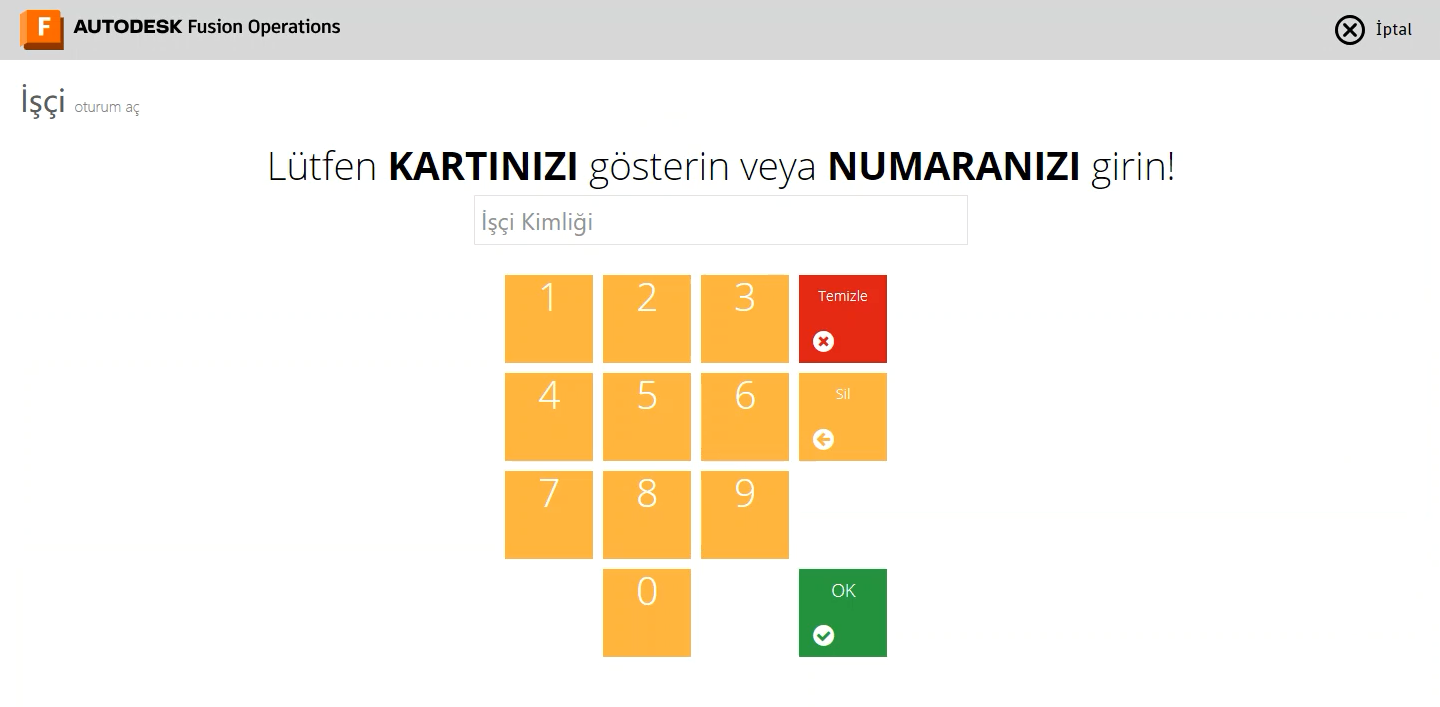 F AUTODESK Fusion Operations
İptal
İşçi oturum aç
Lütfen KARTINIZI gösterin veya NUMARANIZI girin!
İşçi Kimliği
1 2 3 Temizle
4 5 6 Sil
7 8 9
0 OK